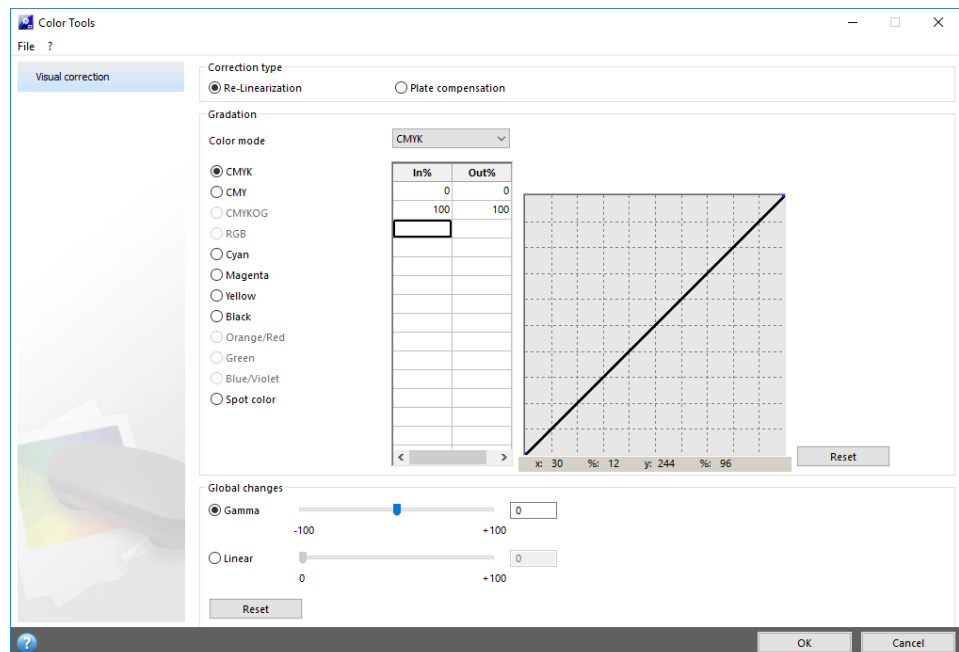 Color Tools
File ?
Visual correction
Correction type
Re-Linearization Plate compensation
Gradation
Color mode CMYK
CMYK
CMY
CMYKOG
RGB
Cyan
Magenta
Yellow
Black
Orange/Red
Green
Blue/Violet
Spot color
In% Out%
0 0
100 100
x: 30 %: 12 y: 244 %: 96
Reset
Global changes
Gamma 0
-100 +100
Linear 0
0 +100
Reset
? OK Cancel